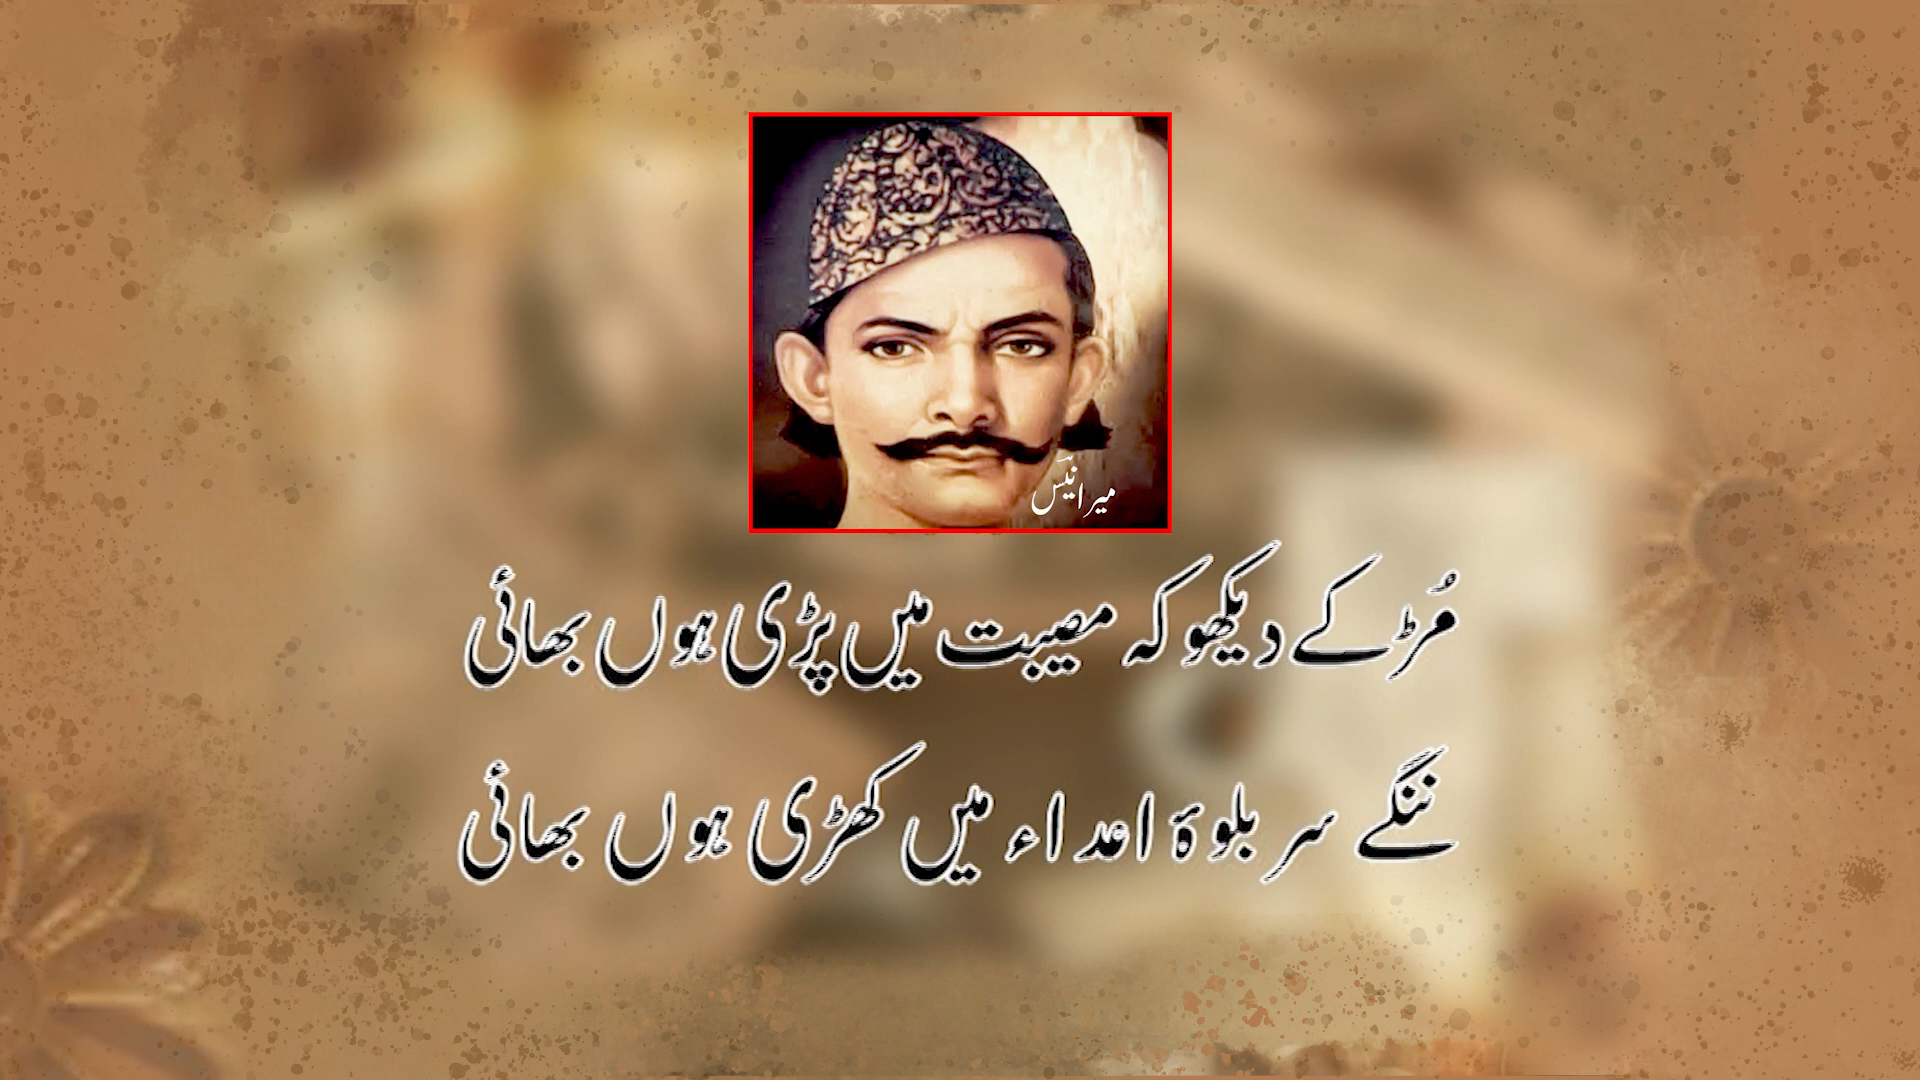 میر انیسؔ
مُڑ کے دیکھو کہ مصیبت میں پڑی ہوں بھائی
ننگے سر بلوۂ اعداء میں کھڑی ہوں بھائی